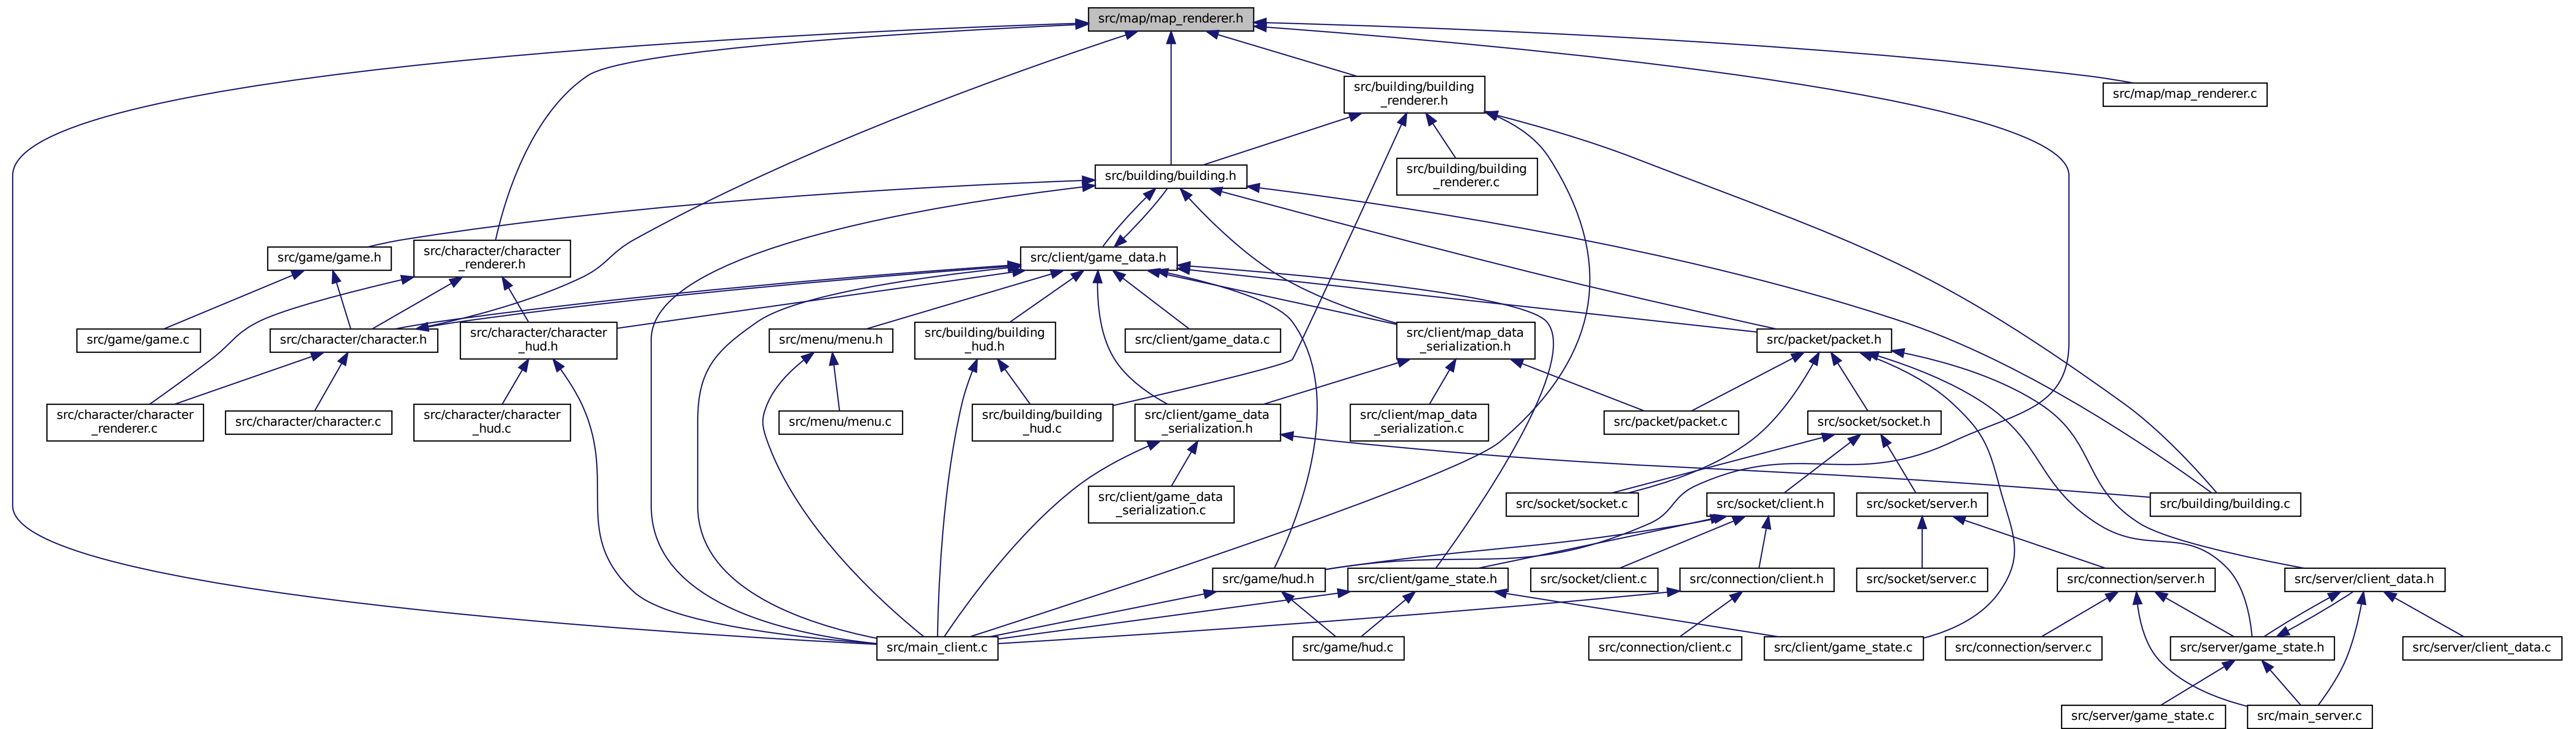 src/map/map_renderer.h
src/building/building
_renderer.h
src/map/map_renderer.c
src/building/building.h
src/building/building
_renderer.c
src/game/game.h
src/character/character
_renderer.h
src/client/game_data.h
src/game/game.c
src/character/character.h
src/character/character
_hud.h
src/menu/menu.h
src/building/building
_hud.h
src/client/game_data.c
src/client/map_data
_serialization.h
src/packet/packet.h
src/character/character
_renderer.c
src/character/character.c
src/character/character
_hud.c
src/menu/menu.c
src/building/building
_hud.c
src/client/game_data
_serialization.h
src/client/map_data
_serialization.c
src/packet/packet.c
src/socket/socket.h
src/client/game_data
_serialization.c
src/socket/socket.c
src/socket/client.h
src/socket/server.h
src/building/building.c
src/game/hud.h
src/client/game_state.h
src/socket/client.c
src/connection/client.h
src/socket/server.c
src/connection/server.h
src/server/client_data.h
src/main_client.c
src/game/hud.c
src/connection/client.c
src/client/game_state.c
src/connection/server.c
src/server/game_state.h
src/server/client_data.c
src/server/game_state.c
src/main_server.c